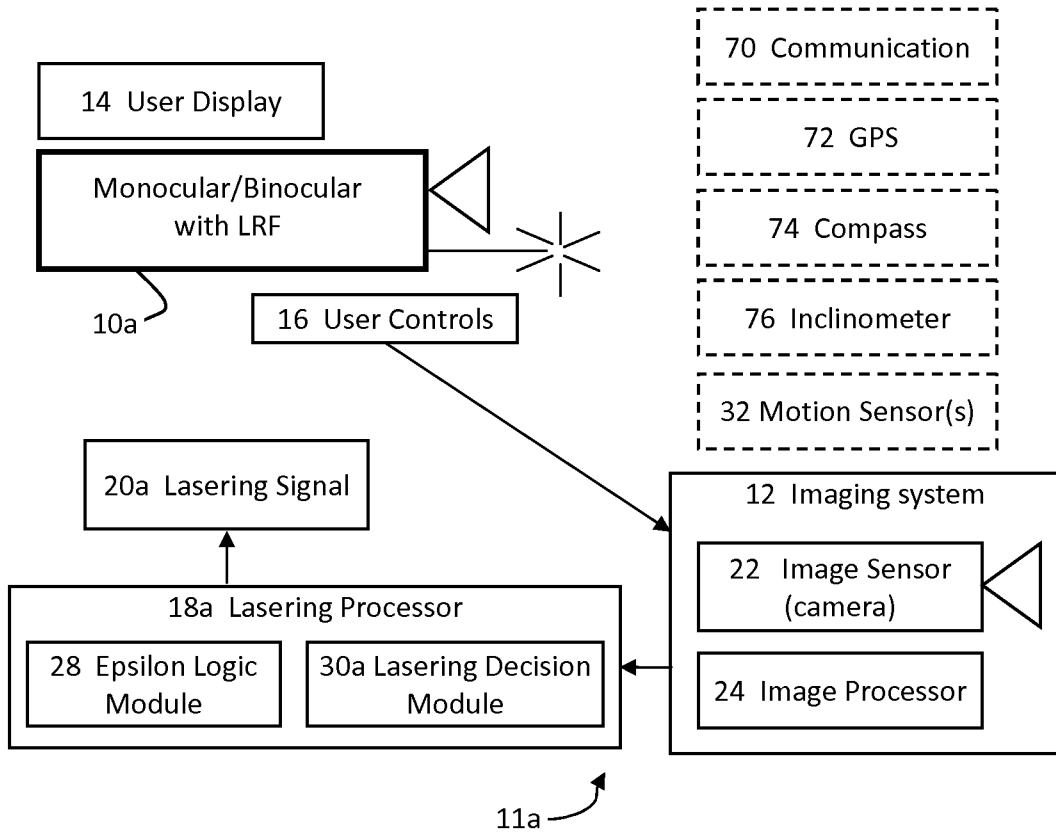 14 User Display
Monocular/Binocular
with LRF
10a
16 User Controls
70 Communication
72 GPS
74 Compass
76 Inclinometer
32 Motion Sensor(s)
20a Lasering Signal
18a Lasering Processor
28 Epsilon Logic
Module
30a Lasering Decision
Module
12 Imaging system
22 Image Sensor
(camera)
24 Image Processor
11a